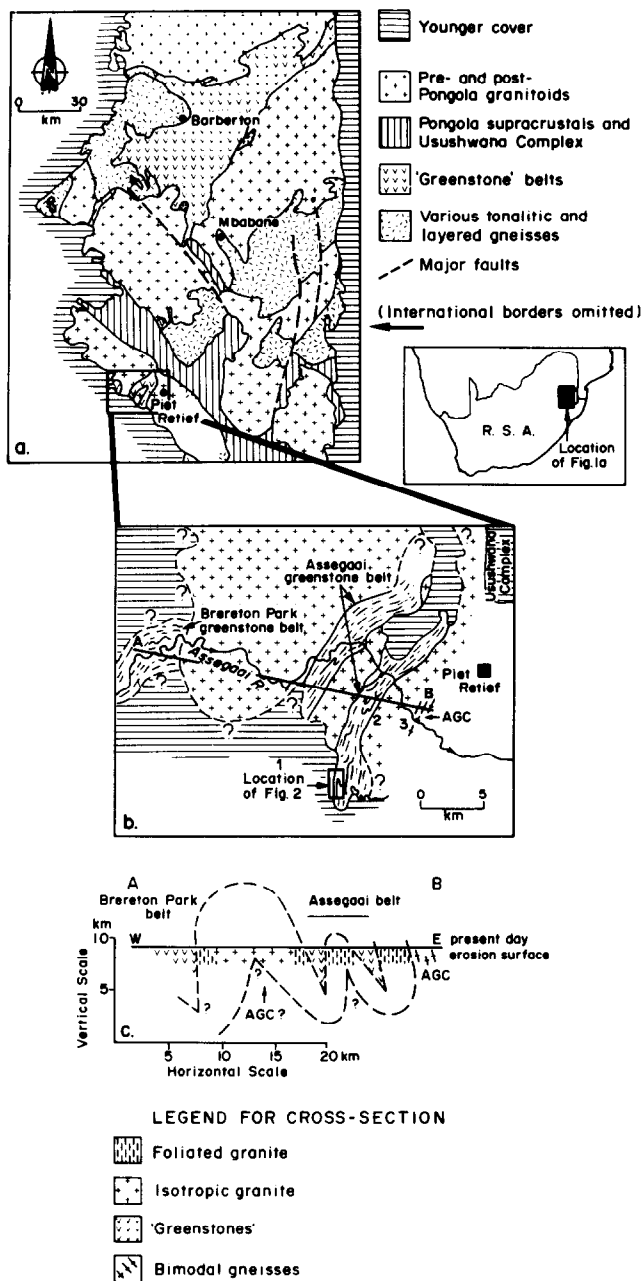 0 30
km
Barberton
Mbabane
Piet
Retief
a.
Younger cover
Pre- and post-
Pongola granitoids
Pongola supracrustals and
Usushwana Complex
'Greenstone' belts
Various tonalitic and
layered gneisses
Major faults
(International borders omitted)
R. S. A.
Location
of Fig. 1a
Assegaai
greenstone belt
Usushwana
Complex
Brereton Park
greenstone belt
?
?
?
A
Assegaai R.
?
?
?
?
Piet
Retief
B
2
3
AGC
1
Location
of Fig. 2
?
0 5
km
b.
A B
Brereton Park
belt
Assegaai belt
km
10
W E
present day
erosion surface
AGC
?
5
?
AGC ?
?
c.
Vertical Scale
5 10 15 20 km
Horizontal Scale
LEGEND FOR CROSS-SECTION
Foliated granite
Isotropic granite
'Greenstones'
Bimodal gneisses